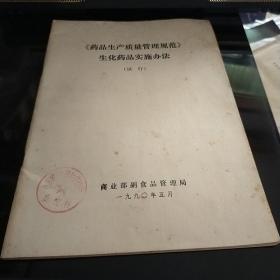 《药品生产质量管理规范》
生化药品实施办法
（试行）
商业部副食品管理局
一九九〇年五月